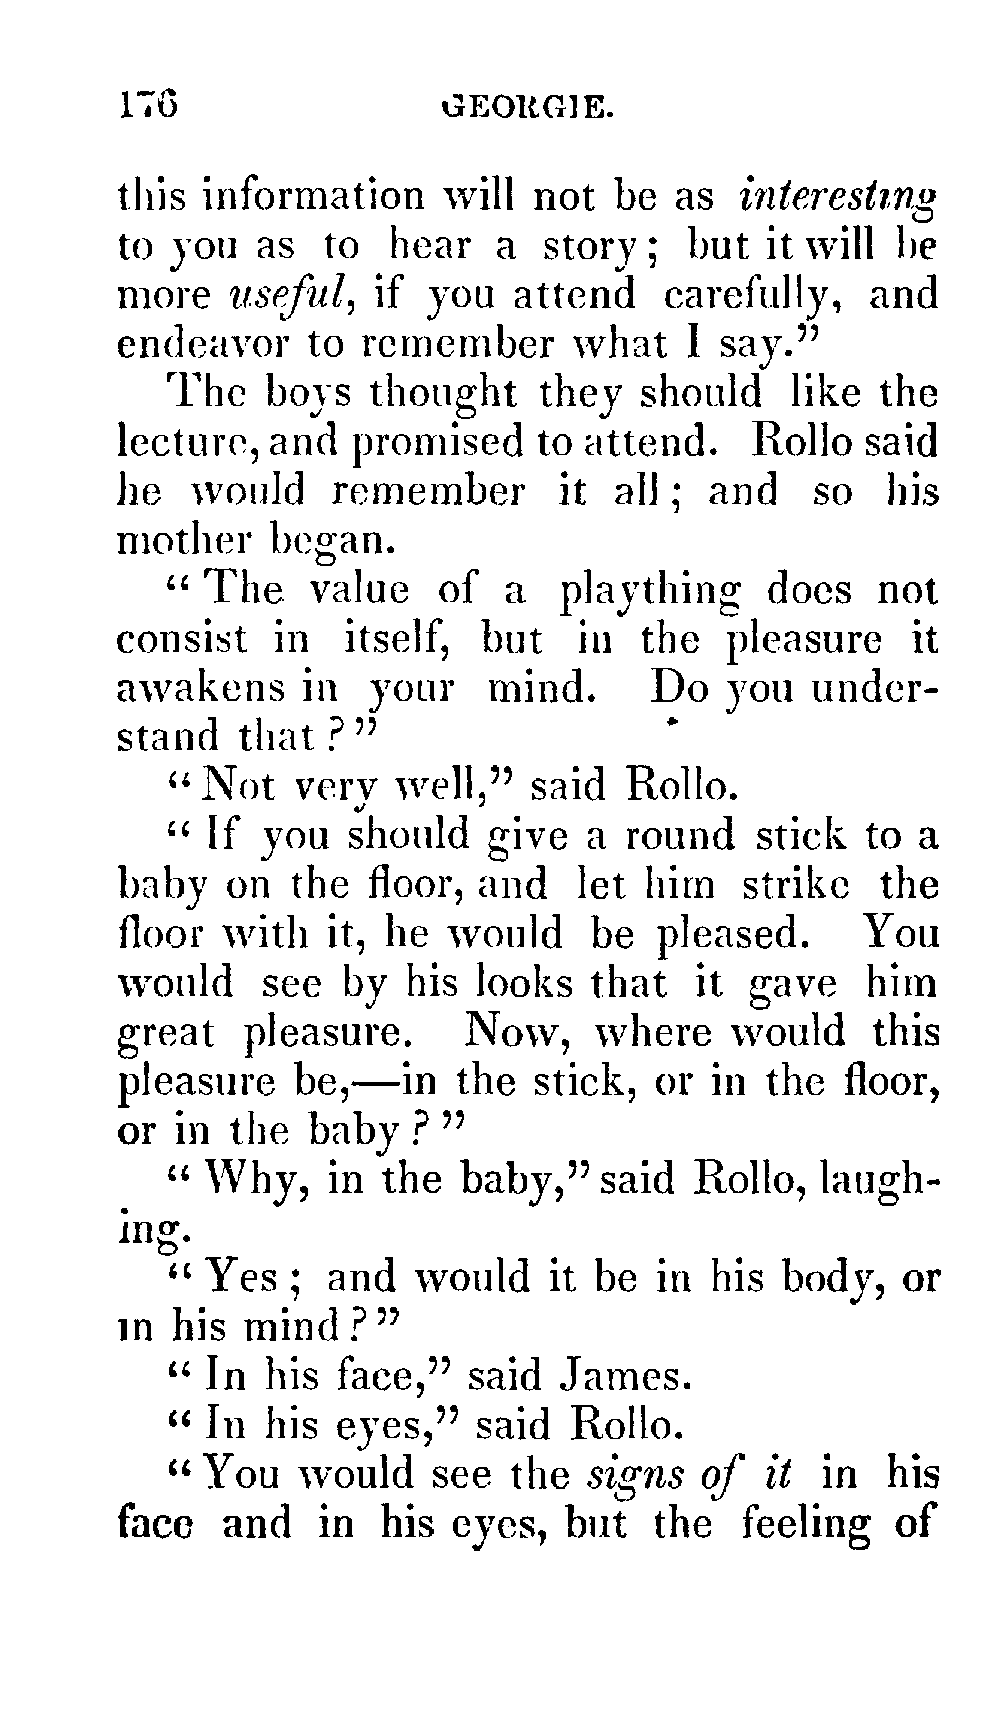 176 GEORGIE.
this information will not be as interesting
to you as to hear a story; but it will be
more useful, if you attend carefully, and
endeavor to remember what I say.”
The boys thought they should like the
lecture, and promised to attend. Rollo said
he would remember it all; and so his
mother began.
“The value of a plaything does not
consist in itself, but in the pleasure it
awakens in your mind. Do you under-
stand that?”
“Not very well,” said Rollo.
“If you should give a round stick to a
baby on the floor, and let him strike the
floor with it, he would be pleased. You
would see by his looks that it gave him
great pleasure. Now, where would this
pleasure be,—in the stick, or in the floor,
or in the baby?”
“Why, in the baby,” said Rollo, laugh-
ing.
“Yes; and would it be in his body, or
in his mind?”
“In his face,” said James.
“In his eyes,” said Rollo.
“You would see the signs of it in his
face and in his eyes, but the feeling of